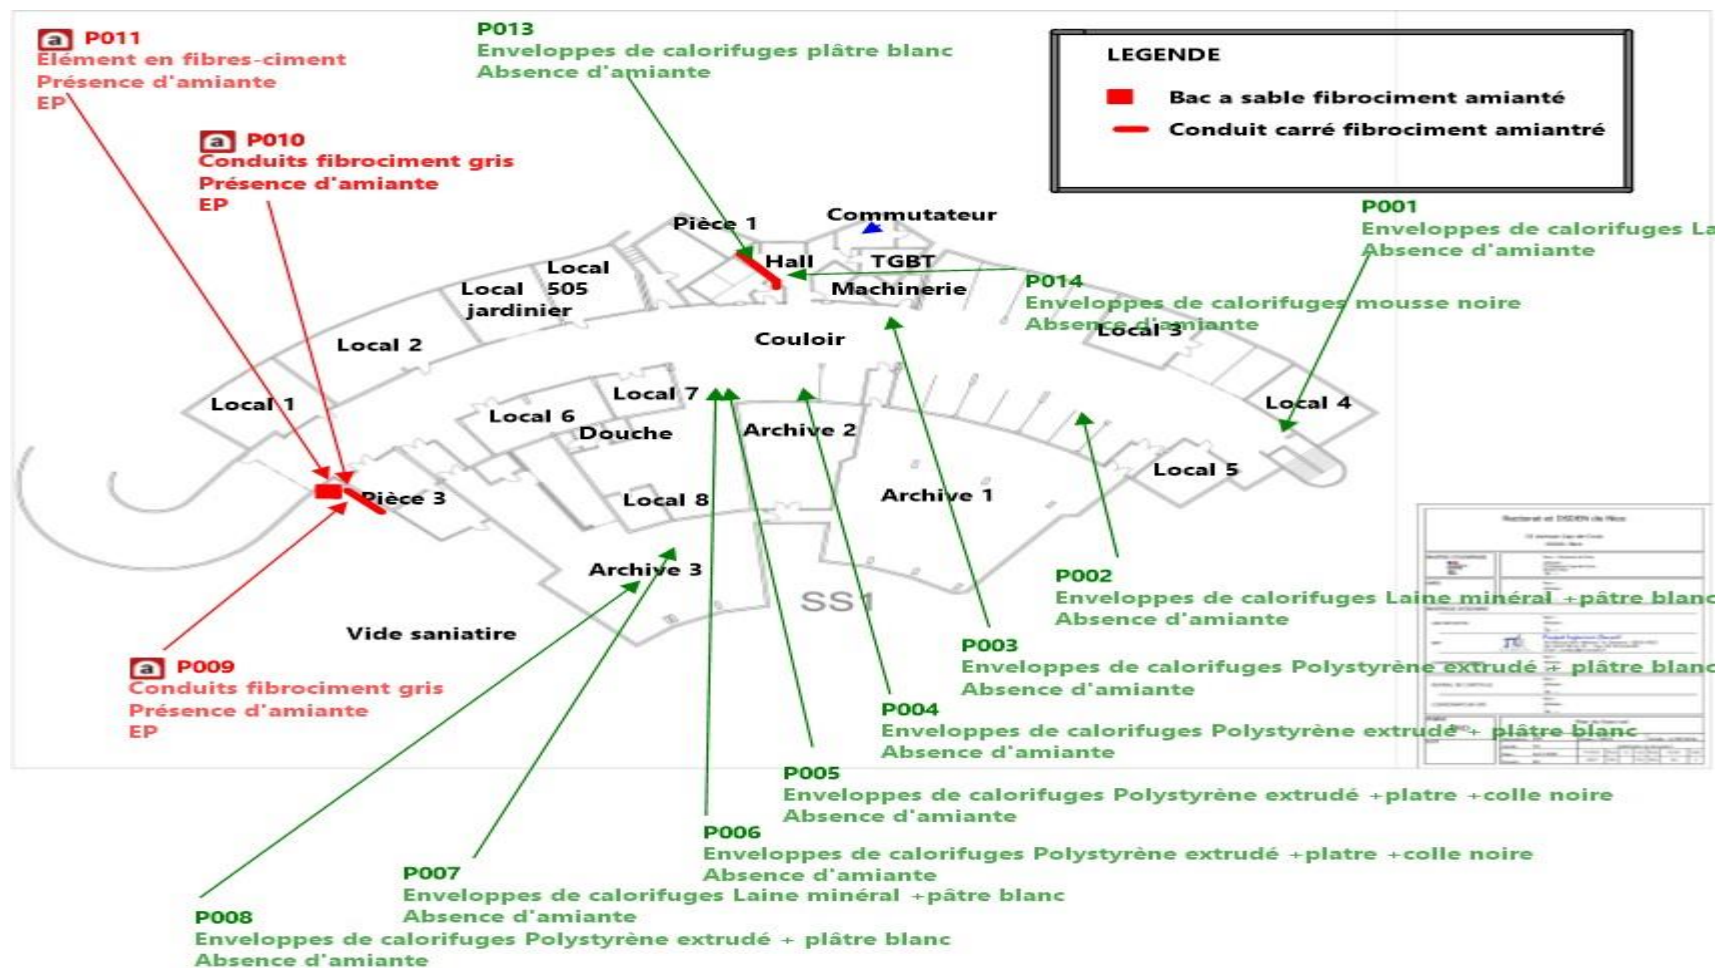 a P011
Elément en fibres-ciment
Présence d'amiante
EP
P013
Enveloppes de calorifuges plâtre blanc
Absence d'amiante
LEGENDE
Bac a sable fibrociment amianté
Conduit carré fibrociment amiantré
a P010
Conduits fibrociment gris
Présence d'amiante
EP
P001
Enveloppes de calorifuges La
Absence d'amiante
Pièce 1
Commutateur
Hall
TGBT
Machinerie
Local
505
Local
jardinier
P014
Enveloppes de calorifuges mousse noire
Absence d'amiante
Local 3
Couloir
Local 2
Local 1
Local 7
Local 6
Douche
Archive 2
Local 4
Local 5
Pièce 3
Local 8
Archive 1
Archive 3
SS1
Vide saniatire
Rectorat et DSDEN de Nice
P002
Enveloppes de calorifuges Laine minéral +pâtre blanc
Absence d'amiante
P003
Enveloppes de calorifuges Polystyrène extrudé + plâtre blanc
Absence d'amiante
a P009
Conduits fibrociment gris
Présence d'amiante
EP
P004
Enveloppes de calorifuges Polystyrène extrudé + plâtre blanc
Absence d'amiante
P005
Enveloppes de calorifuges Polystyrène extrudé +platre +colle noire
Absence d'amiante
P006
Enveloppes de calorifuges Polystyrène extrudé +platre +colle noire
Absence d'amiante
P007
Enveloppes de calorifuges Laine minéral +pâtre blanc
Absence d'amiante
P008
Enveloppes de calorifuges Polystyrène extrudé + plâtre blanc
Absence d'amiante